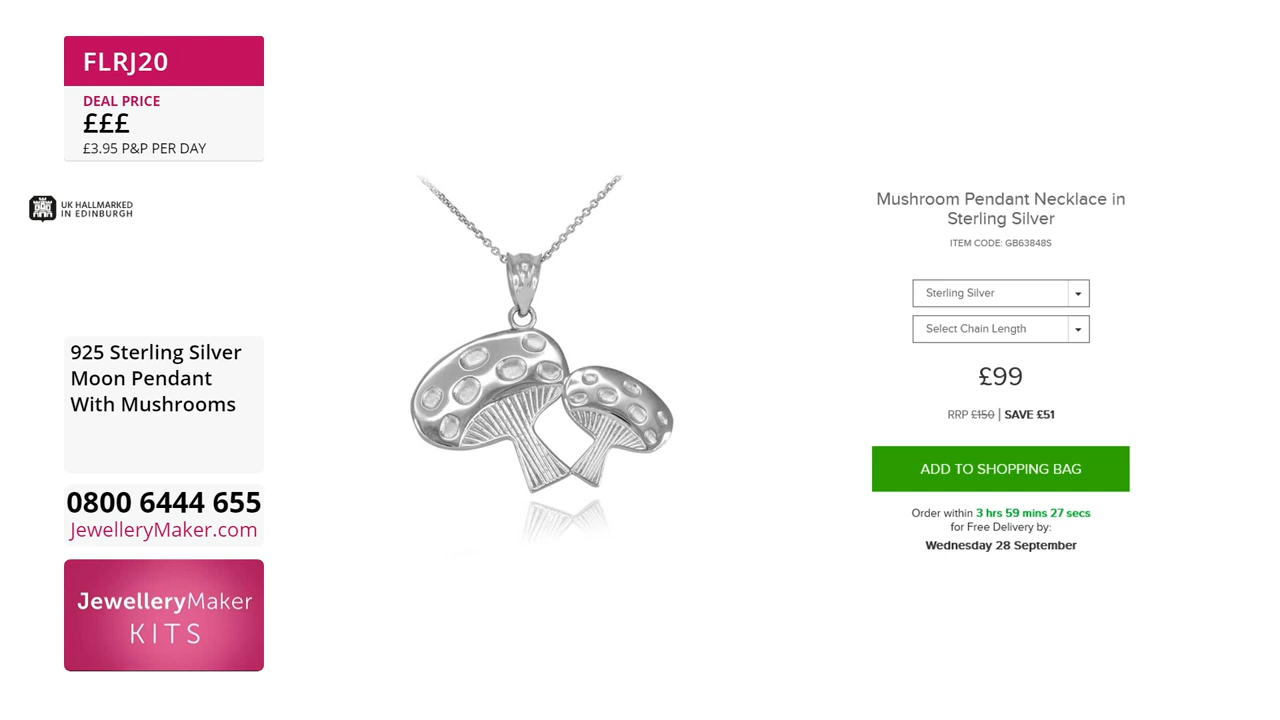 FLRJ20
DEAL PRICE
£££
£3.95 P&P PER DAY
UK HALLMARKED
IN EDINBURGH
925 Sterling Silver
Moon Pendant
With Mushrooms
0800 6444 655
JewelleryMaker.com
JewelleryMaker
KITS
Mushroom Pendant Necklace in
Sterling Silver
ITEM CODE: GB63848S
Sterling Silver
Select Chain Length
£99
RRP £150 | SAVE £51
ADD TO SHOPPING BAG
Order within 3 hrs 59 mins 27 secs
for Free Delivery by:
Wednesday 28 September